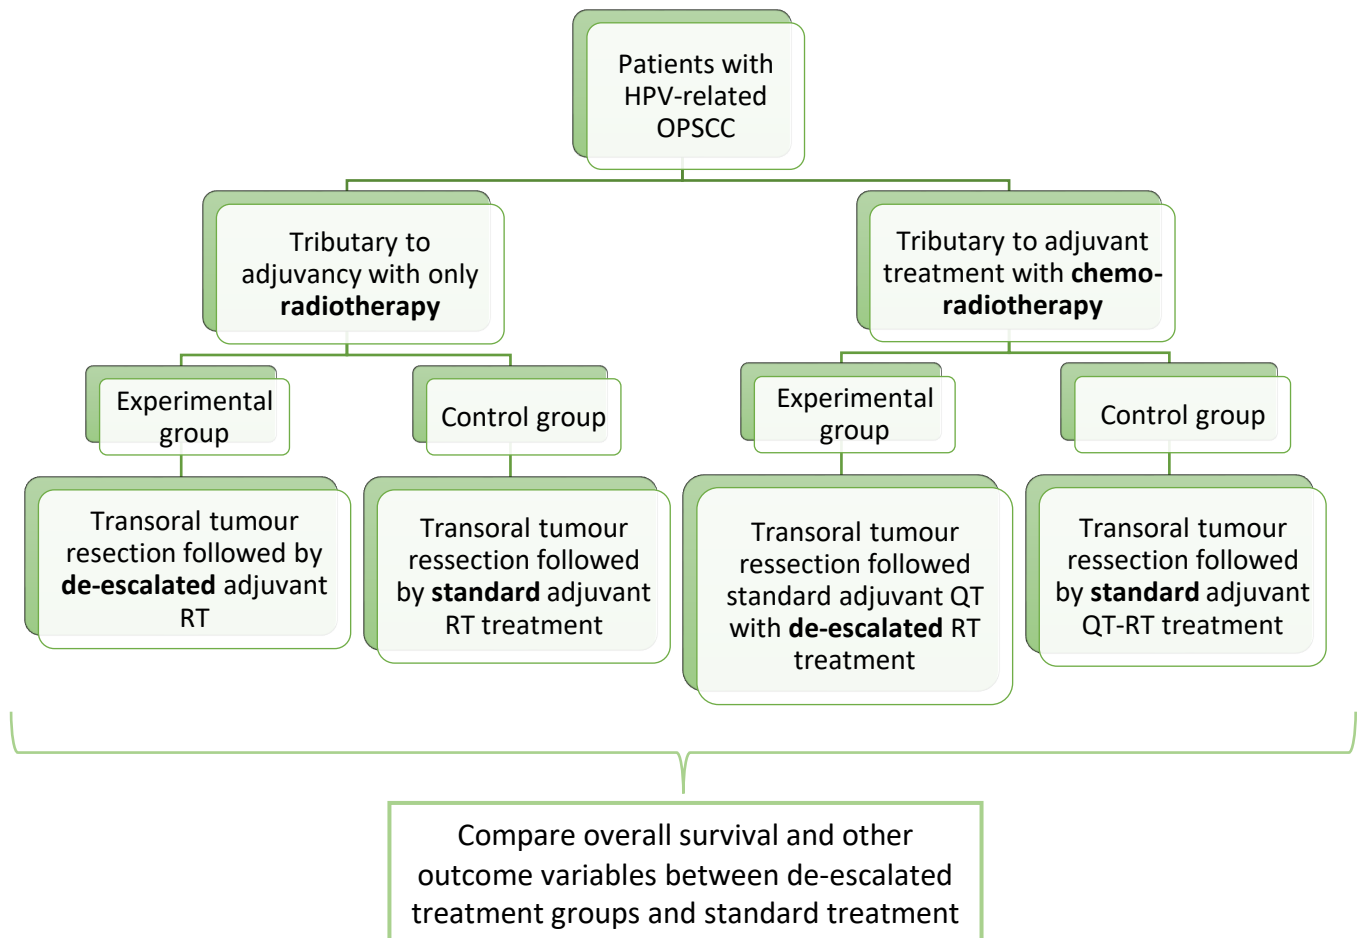 Patients with
HPV-related
OPSCC
Tributary to
adjuvancy with only
radiotherapy
Tributary to adjuvant
treatment with chemo-
radiotherapy
Experimental
group
Control group
Experimental
group
Control group
Transoral tumour
resection followed by
de-escalated adjuvant
RT
Transoral tumour
ressection followed
by standard adjuvant
RT treatment
Transoral tumour
ressection followed
standard adjuvant QT
with de-escalated RT
treatment
Transoral tumour
ressection followed
by standard adjuvant
QT-RT treatment
Compare overall survival and other
outcome variables between de-escalated
treatment groups and standard treatment